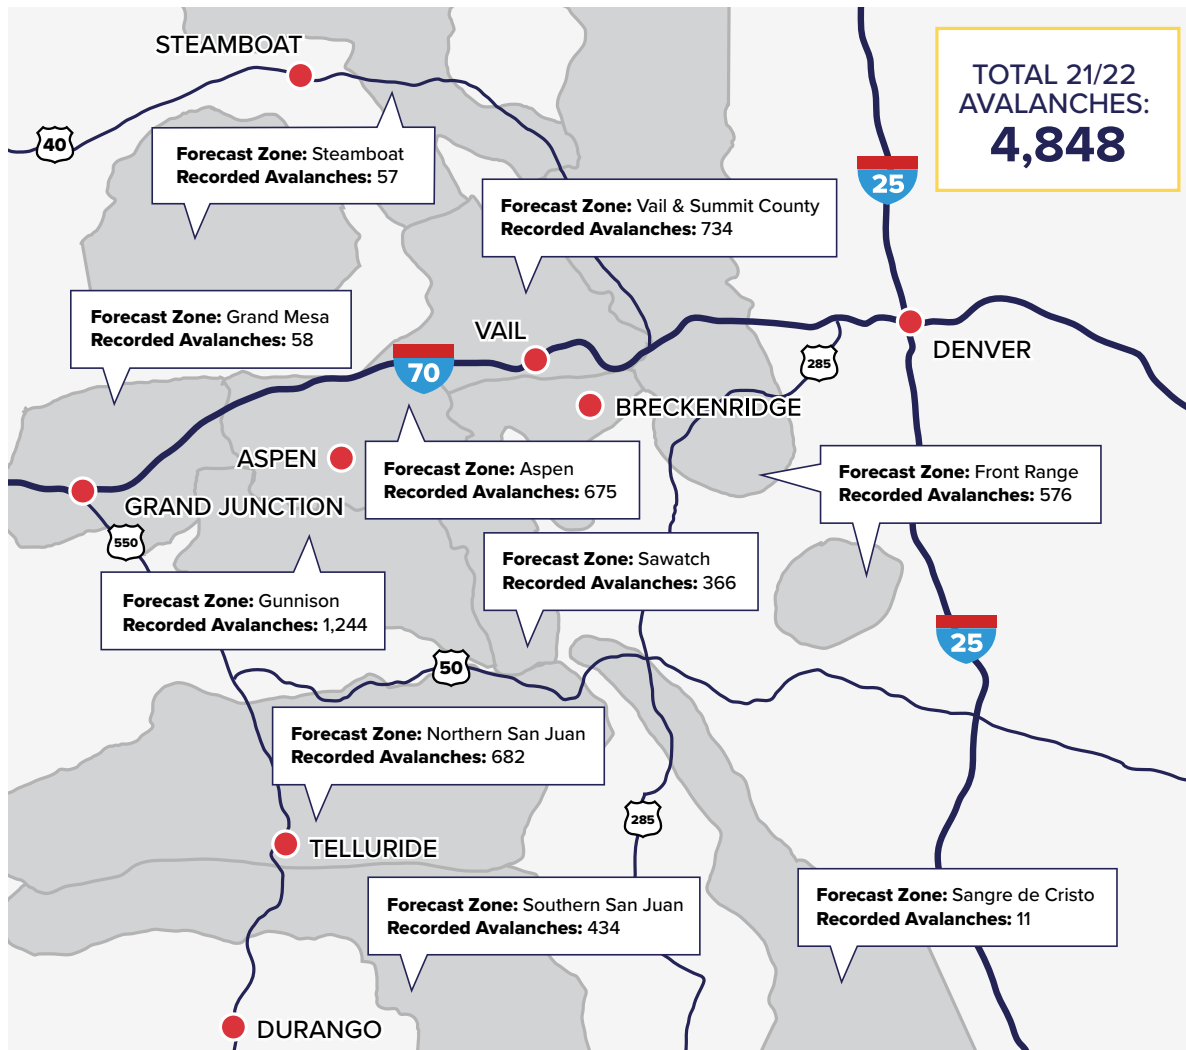 STEAMBOAT
TOTAL 21/22
AVALANCHES:
4,848
40
Forecast Zone: Steamboat
Recorded Avalanches: 57
25
Forecast Zone: Vail & Summit County
Recorded Avalanches: 734
Forecast Zone: Grand Mesa
Recorded Avalanches: 58
VAIL
DENVER
285
70
BRECKENRIDGE
ASPEN
Forecast Zone: Aspen
Recorded Avalanches: 675
Forecast Zone: Front Range
Recorded Avalanches: 576
GRAND JUNCTION
550
Forecast Zone: Sawatch
Recorded Avalanches: 366
Forecast Zone: Gunnison
Recorded Avalanches: 1,244
25
50
Forecast Zone: Northern San Juan
Recorded Avalanches: 682
285
TELLURIDE
Forecast Zone: Southern San Juan
Recorded Avalanches: 434
Forecast Zone: Sangre de Cristo
Recorded Avalanches: 11
DURANGO